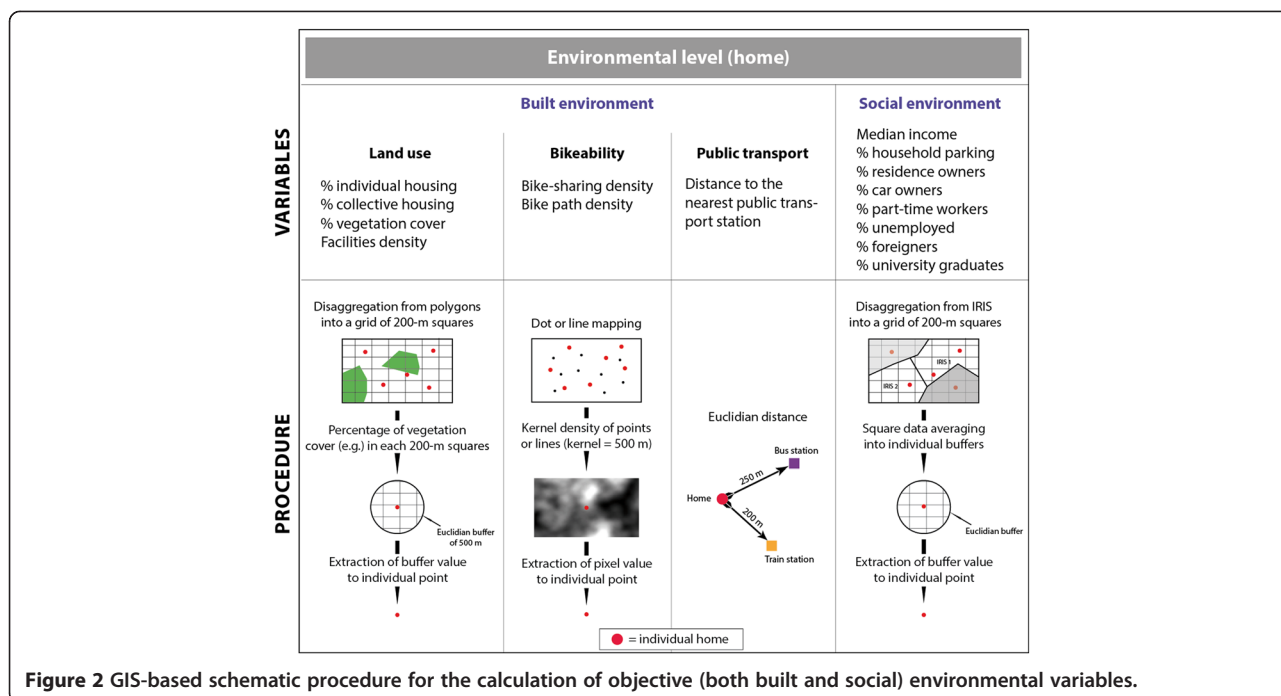 Environmental level (home)
VARIABLES
Built environment
Land use
% individual housing
% collective housing
% vegetation cover
Facilities density
Bikeability
Bike-sharing density
Bike path density
Public transport
Distance to the
nearest public trans-
port station
Social environment
Median income
% household parking
% residence owners
% car owners
% part-time workers
% unemployed
% foreigners
% university graduates
PROCEDURE
Disaggregation from polygons
into a grid of 200-m squares
Percentage of vegetation
cover (e.g.) in each 200-m squares
Euclidian buffer
of 500 m
Extraction of buffer value
to individual point
Dot or line mapping
Kernel density of points
or lines (kernel = 500 m)
Extraction of pixel value
to individual point
Euclidian distance
Bus station
250 m
Home
200 m
Train station
Disaggregation from IRIS
into a grid of 200-m squares
IRIS 1
IRIS 2
Square data averaging
into individual buffers
Euclidian buffer
Extraction of buffer value
to individual point
= individual home
Figure 2 GIS-based schematic procedure for the calculation of objective (both built and social) environmental variables.